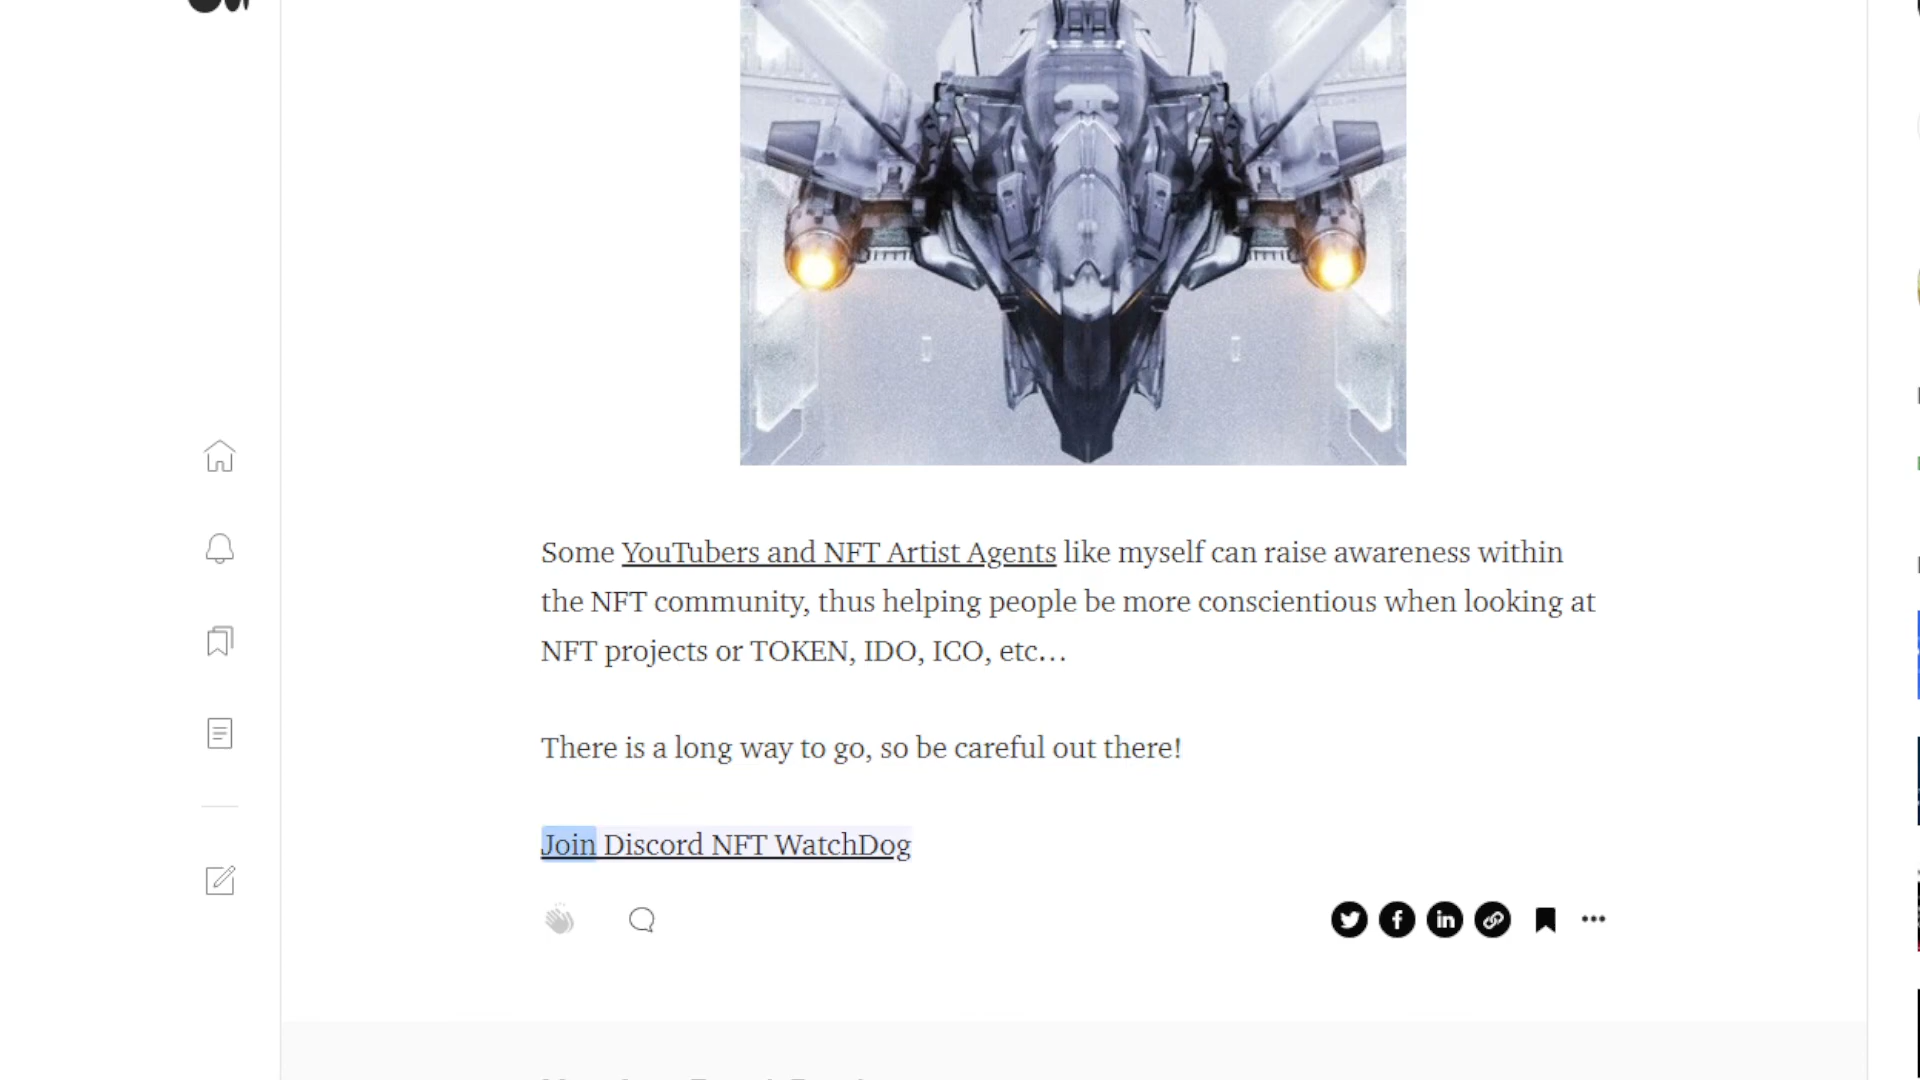 Some YouTubers and NFT Artist Agents like myself can raise awareness within
the NFT community, thus helping people be more conscientious when looking at
NFT projects or TOKEN, IDO, ICO, etc…
There is a long way to go, so be careful out there!
Join Discord NFT WatchDog